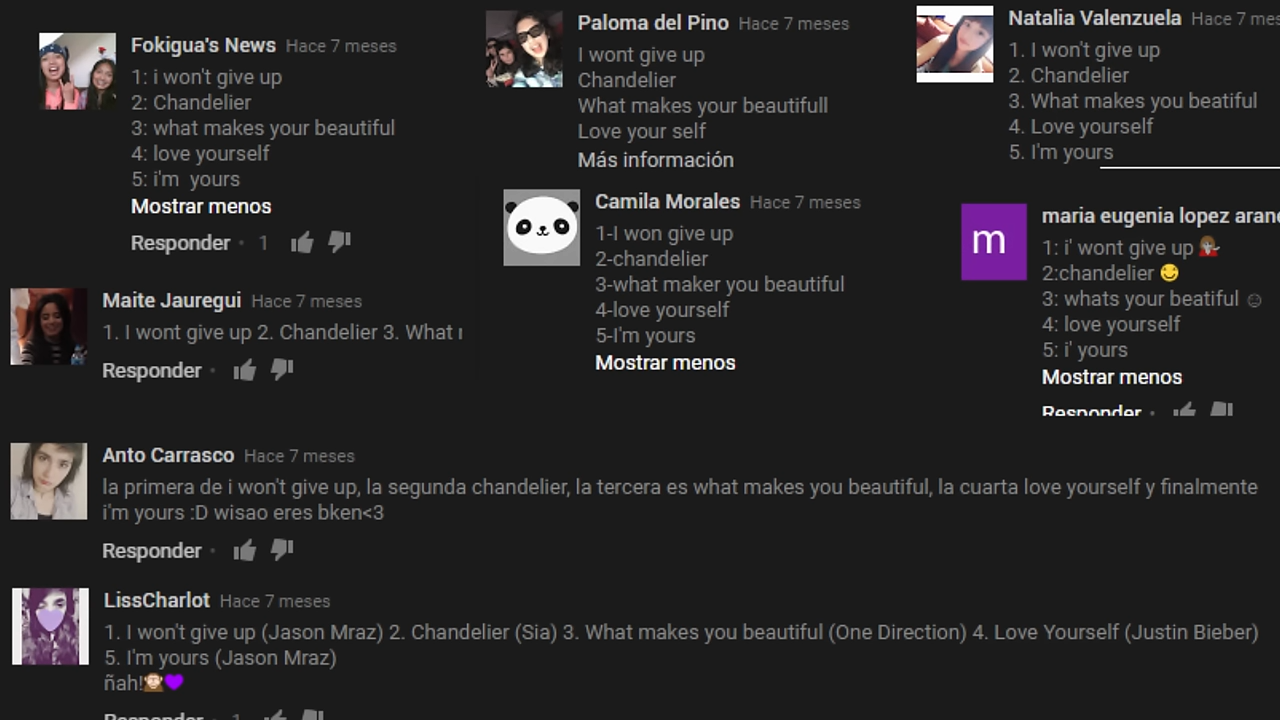 Fokigua's News Hace 7 meses
1: i won't give up
2: Chandelier
3: what makes your beautiful
4: love yourself
5: i'm  yours
Mostrar menos
Responder · 1
Paloma del Pino Hace 7 meses
I wont give up
Chandelier
What makes your beautifull
Love your self
Más información
Natalia Valenzuela Hace 7 mes
1. I won't give up
2. Chandelier
3. What makes you beatiful
4. Love yourself
5. I'm yours
Maite Jauregui Hace 7 meses
1. I wont give up 2. Chandelier 3. What
Responder ·
Camila Morales Hace 7 meses
1-I won give up
2-chandelier
3-what maker you beautiful
4-love yourself
5-I'm yours
Mostrar menos
m
maria eugenia lopez aran
1: i' wont give up 
2:chandelier 
3: whats your beatiful 
4: love yourself
5: i' yours
Mostrar menos
Responder ·
Anto Carrasco Hace 7 meses
la primera de i won't give up, la segunda chandelier, la tercera es what makes you beautiful, la cuarta love yourself y finalmente
i'm yours :D wisao eres bken<3
Responder ·
LissCharlot Hace 7 meses
1. I won't give up (Jason Mraz) 2. Chandelier (Sia) 3. What makes you beautiful (One Direction) 4. Love Yourself (Justin Bieber)
5. I'm yours (Jason Mraz)
ñah!🙈💜
Responder · 1